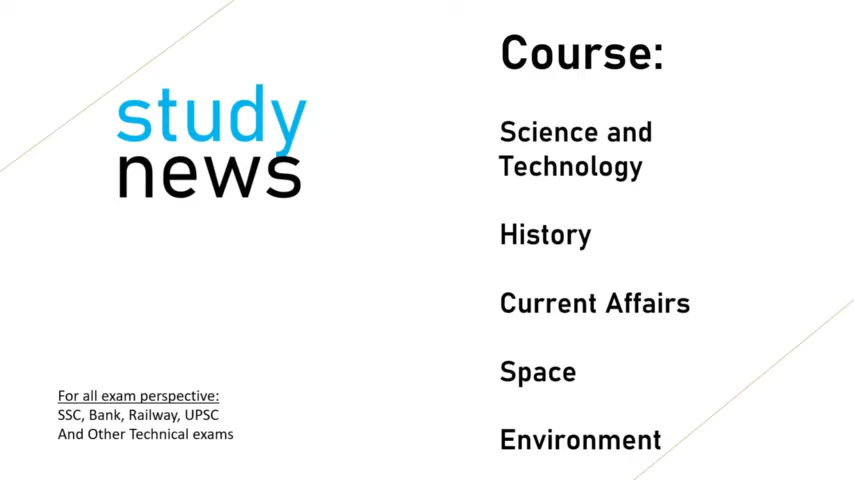 study
news
For all exam perspective:
SSC, Bank, Railway, UPSC
And Other Technical exams
Course:
Science and
Technology
History
Current Affairs
Space
Environment